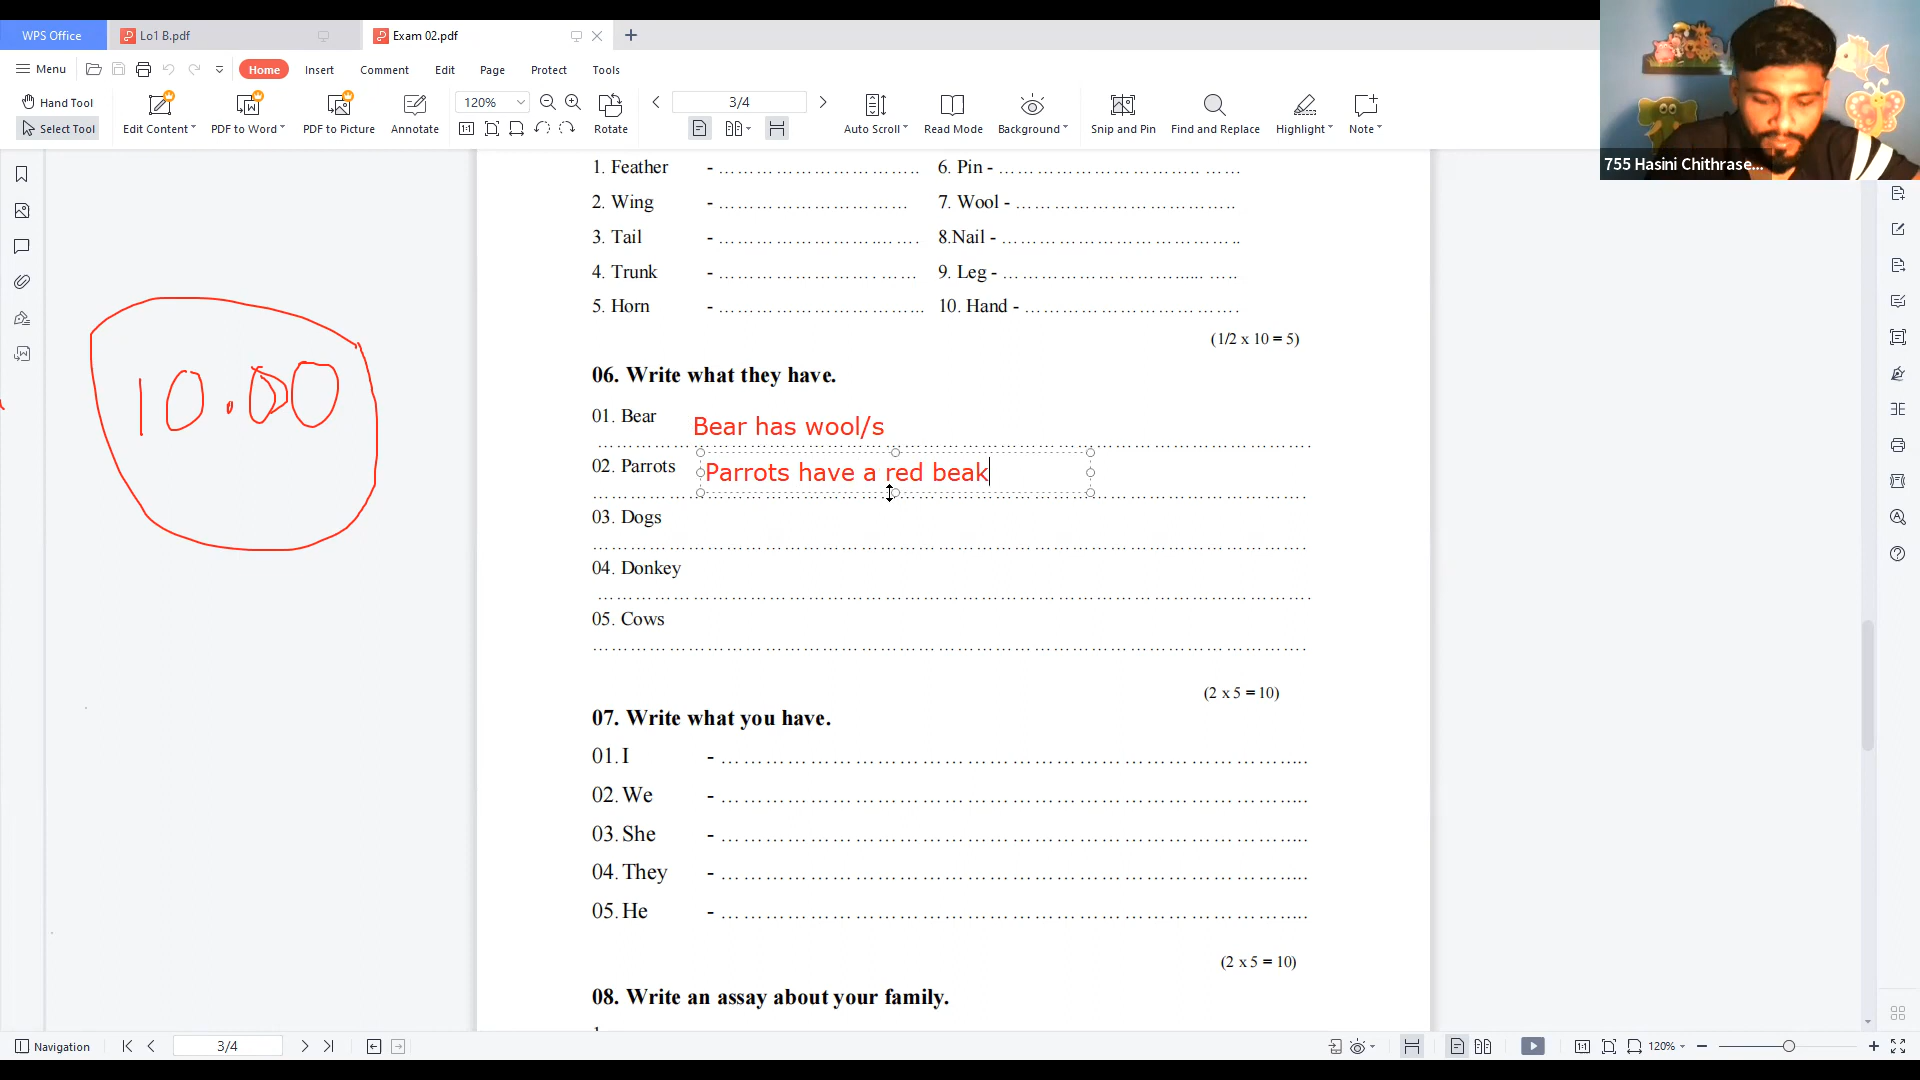 WPS Office
Lo1 B.pdf
Exam 02.pdf
Menu
Home
Insert
Comment
Edit
Page
Protect
Tools
Hand Tool
Select Tool
Edit Content
PDF to Word
PDF to Picture
Annotate
120%
Rotate
3/4
Auto Scroll
Read Mode
Background
Snip and Pin
Find and Replace
Highlight
Note
755 Hasini Chithrase...
1. Feather - ………………………….. 6. Pin - ………………………….. ……
2. Wing - ………………………… 7. Wool - ……………………………..
3. Tail - …………………….……. 8.Nail - ………………………………..
4. Trunk - ……………………. …… 9. Leg - ………………………...... …..
5. Horn - …………………………... 10. Hand - …………………………….
(1/2 x 10 = 5)
06. Write what they have.
01. Bear Bear has wool/s
……………………………………………………………………………………………….
02. Parrots Parrots have a red beak
……………………………………………………………………………………………….
03. Dogs
……………………………………………………………………………………………….
04. Donkey
……………………………………………………………………………………………….
05. Cows
……………………………………………………………………………………………….
(2 x 5 = 10)
07. Write what you have.
01. I - …………………………………………………………………………...
02. We - …………………………………………………………………………...
03. She - …………………………………………………………………………...
04. They - …………………………………………………………………………...
05. He - …………………………………………………………………………...
(2 x 5 = 10)
08. Write an assay about your family.
10.00
Navigation
3/4
120%